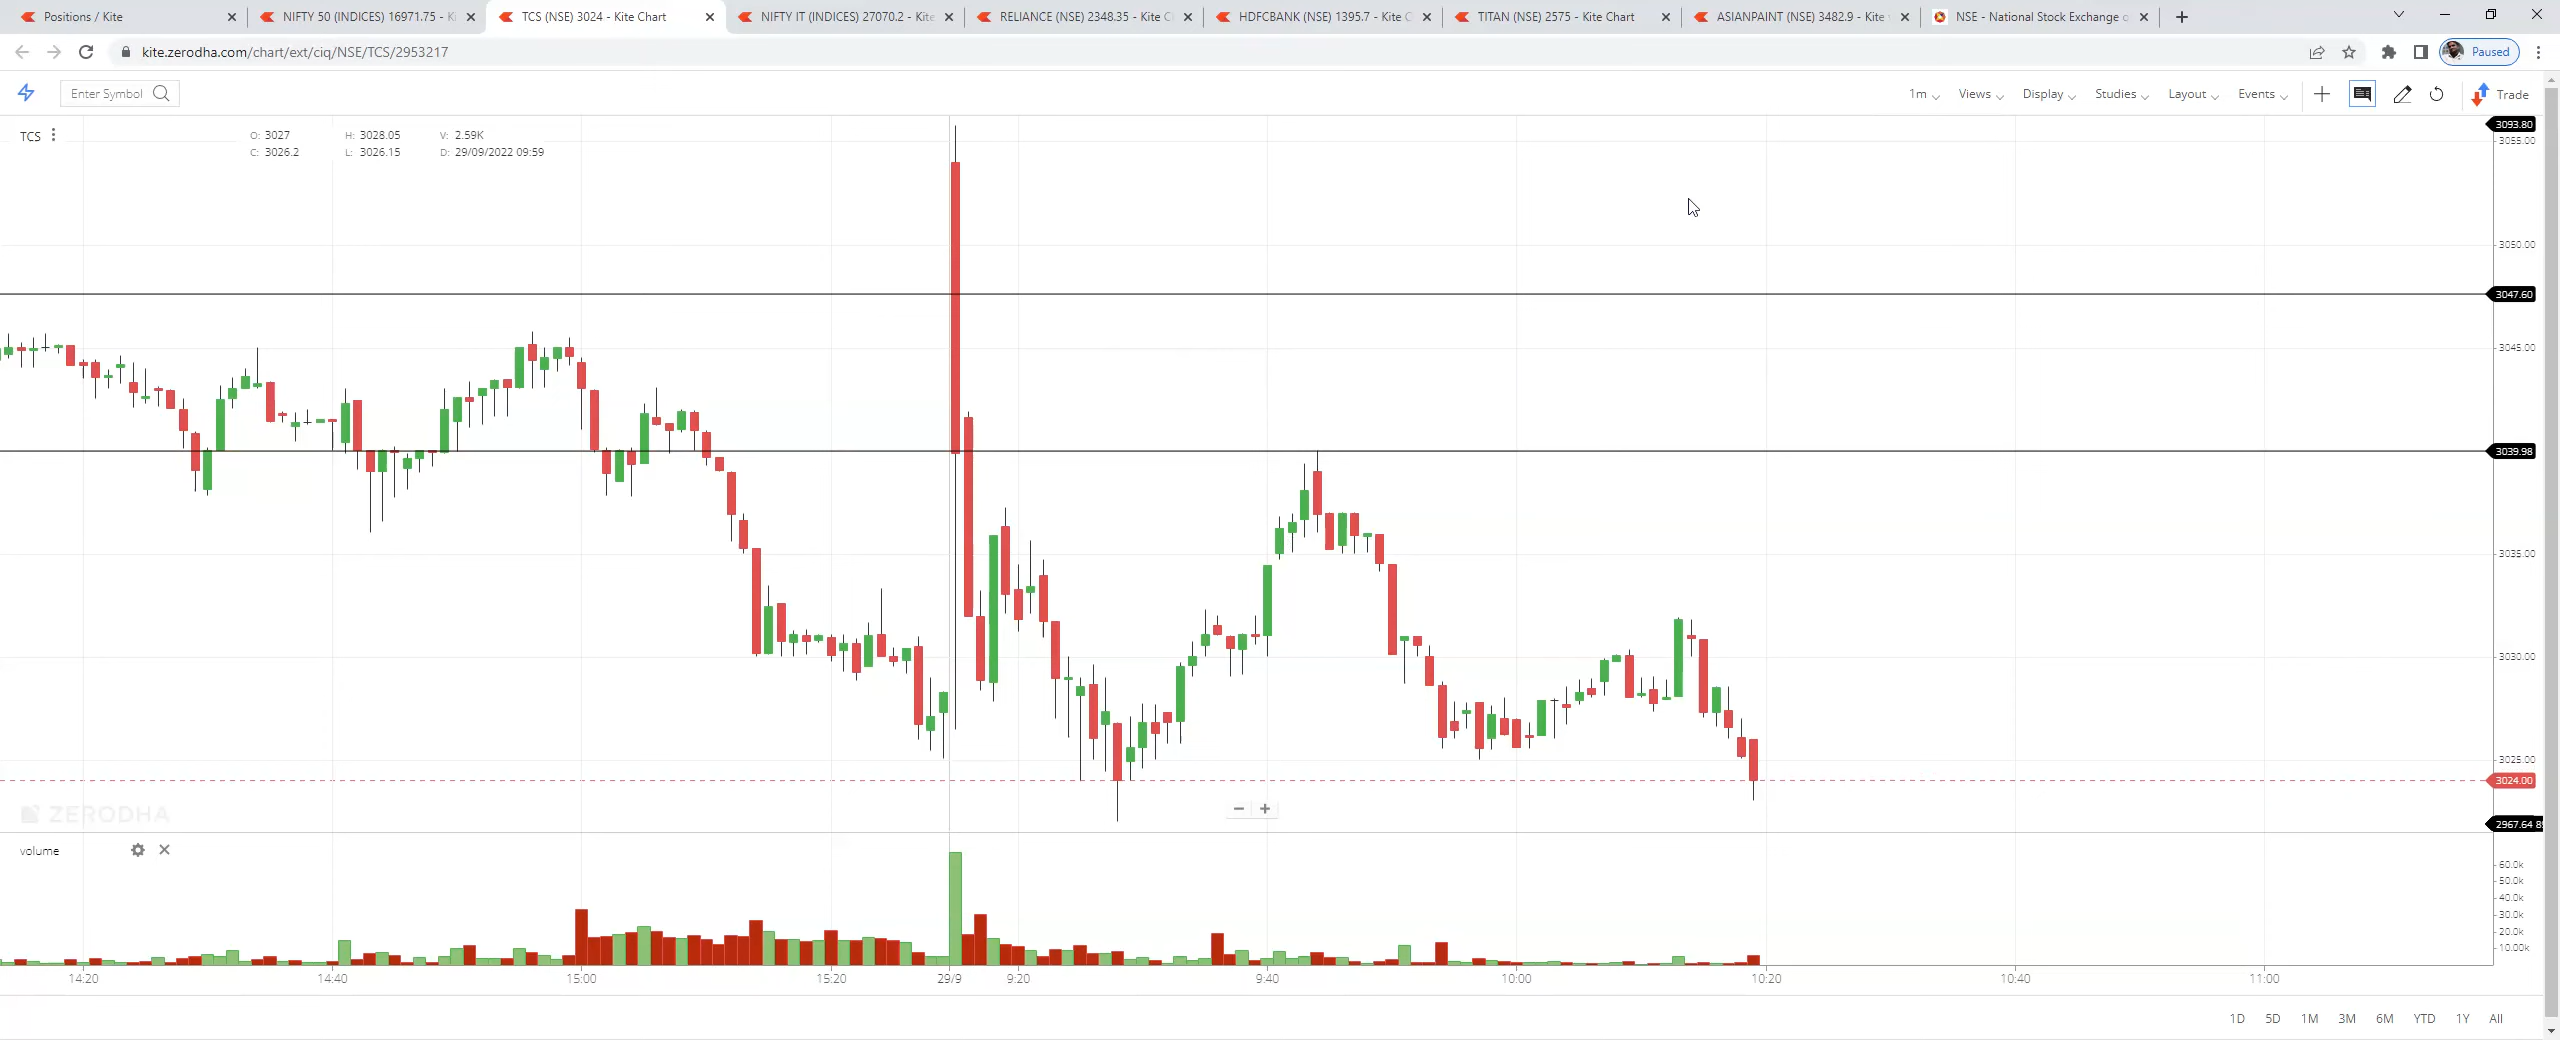 Positions / Kite
NIFTY 50 (INDICES) 16971.75 - Ki
TCS (NSE) 3024 - Kite Chart
NIFTY IT (INDICES) 27070.2 - Kite
RELIANCE (NSE) 2348.35 - Kite C
HDFCBANK (NSE) 1395.7 - Kite C
TITAN (NSE) 2575 - Kite Chart
ASIANPAINT (NSE) 3482.9 - Kite
NSE - National Stock Exchange o
kite.zerodha.com/chart/ext/ciq/NSE/TCS/2953217
Paused
Enter Symbol
1m
Views
Display
Studies
Layout
Events
Trade
TCS
O: 3027 H: 3028.05 V: 2.59K
C: 3026.2 L: 3026.15 D: 29/09/2022 09:59
3093.80
3055.00
3050.00
3047.60
3045.00
3039.98
3035.00
3030.00
3025.00
3024.00
ZERODHA
2967.64
volume
60.0k
50.0k
40.0k
30.0k
20.0k
10.00k
14:20 14:40 15:00 15:20 29/9 9:20 9:40 10:00 10:20 10:40 11:00
1D 5D 1M 3M 6M YTD 1Y All